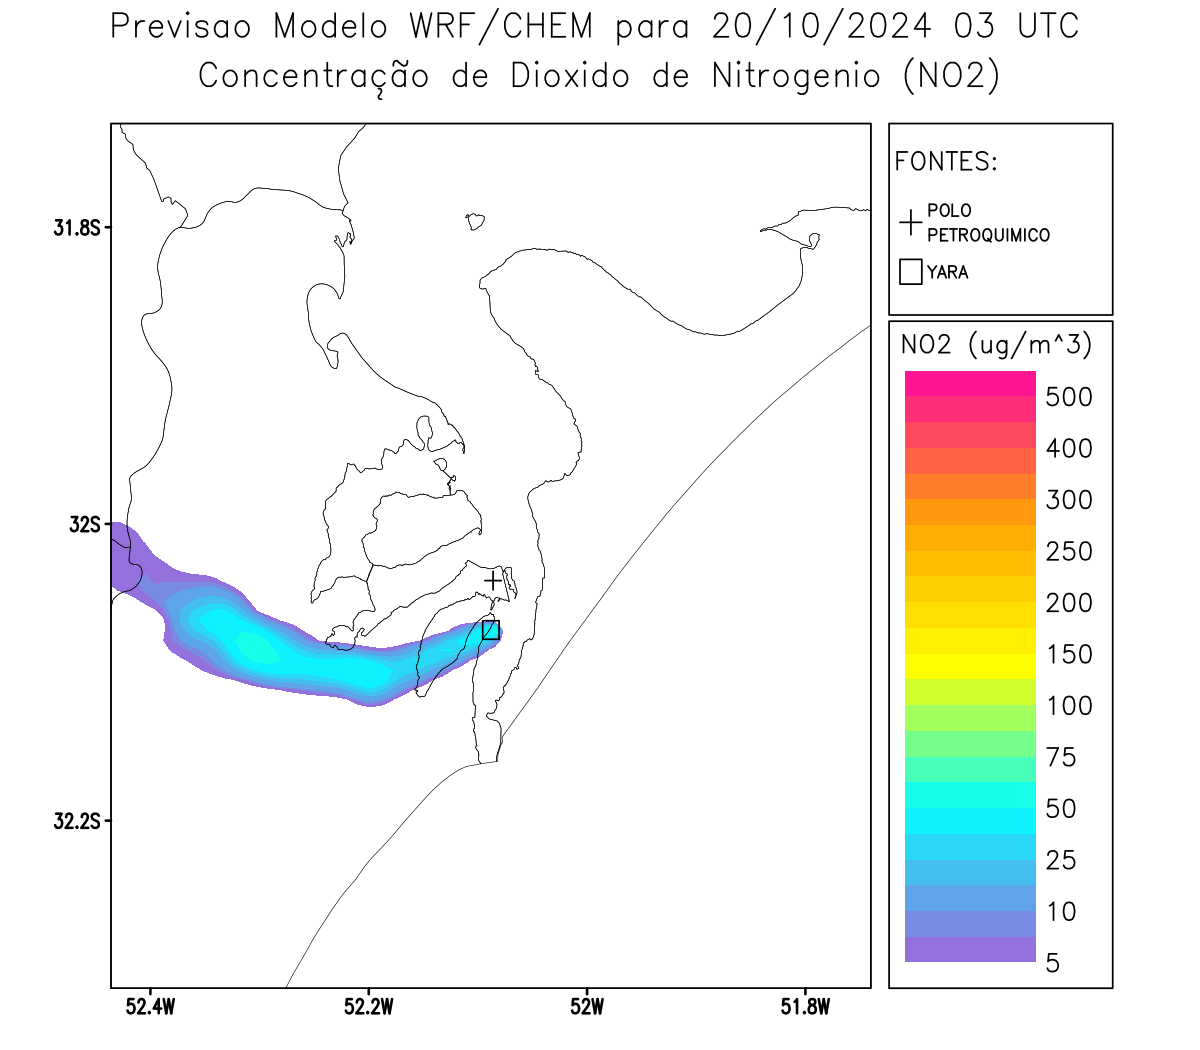 Previsao Modelo WRF/CHEM para 20/10/2024 03 UTC
Concentração de Dioxido de Nitrogenio (NO2)
FONTES:
POLO
PETROQUIMICO
YARA
NO2 (ug/m^3)
500
400
300
250
200
150
100
75
50
25
10
5
31.8S
32S
32.2S
52.4W
52.2W
52W
51.8W